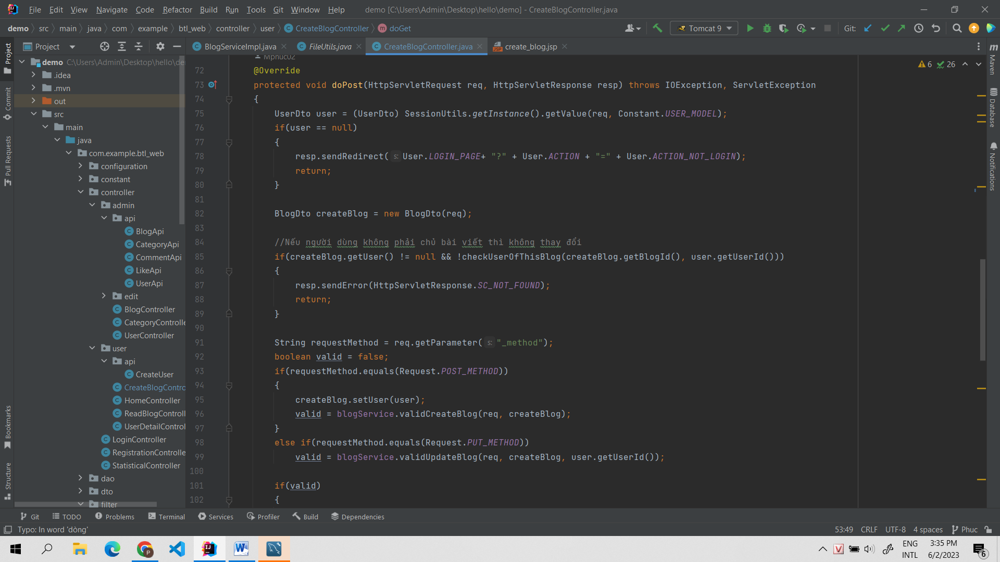 File Edit View Navigate Code Refactor Build Run Tools Git Window Help demo [C:\Users\Admin\Desktop\hello\demo] - CreateBlogController.java
demo src main java com example btl_web controller user CreateBlogController doGet Tomcat 9 Git:
Project BlogServiceImpl.java FileUtils.java CreateBlogController.java create_blog.jsp
demo C:\Users\Admin\Desktop\hello\de
.idea
.mvn
out
src
main
java
com.example.btl_web
configuration
constant
controller
admin
api
BlogApi
CategoryApi
CommentApi
LikeApi
UserApi
edit
BlogController
CategoryControlle
UserController
user
api
CreateUser
CreateBlogContro
HomeController
ReadBlogControll
UserDetailControl
LoginController
RegistrationControlle
StatisticalController
dao
dto
filter
Project
Commit
Pull Requests
Bookmarks
Structure
Mphuc02
6 26
72 @Override
73 protected void doPost(HttpServletRequest req, HttpServletResponse resp) throws IOException, ServletException
74 {
75 UserDto user = (UserDto) SessionUtils.getInstance().getValue(req, Constant.USER_MODEL);
76 if(user == null)
77 {
78 resp.sendRedirect( s: User.LOGIN_PAGE+ "?" + User.ACTION + "=" + User.ACTION_NOT_LOGIN);
79 return;
80 }
81
82 BlogDto createBlog = new BlogDto(req);
83
84 //Nếu người dùng không phải chủ bài viết thì không thay đổi
85 if(createBlog.getUser() != null && !checkUserOfThisBlog(createBlog.getBlogId(), user.getUserId()))
86 {
87 resp.sendError(HttpServletResponse.SC_NOT_FOUND);
88 return;
89 }
90
91 String requestMethod = req.getParameter( s: "_method");
92 boolean valid = false;
93 if(requestMethod.equals(Request.POST_METHOD))
94 {
95 createBlog.setUser(user);
96 valid = blogService.validCreateBlog(req, createBlog);
97 }
98 else if(requestMethod.equals(Request.PUT_METHOD))
99 valid = blogService.validUpdateBlog(req, createBlog, user.getUserId());
100
101 if(valid)
102 {
Maven
Database
Notifications
Git TODO Problems Terminal Services Profiler Build Dependencies
Typo: In word 'dòng' 53:49 CRLF UTF-8 4 spaces Phuc
ENG 3:35 PM
INTL 6/2/2023 6